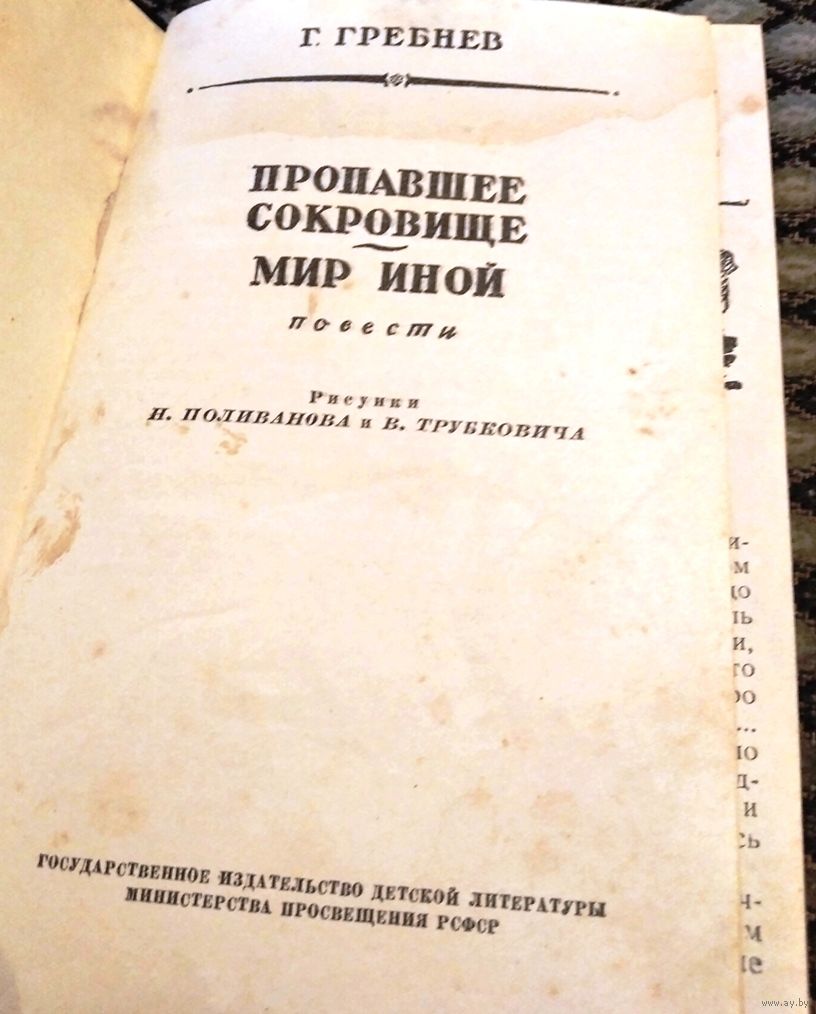 Г. ГРЕБНЕВ
ПРОПАВШЕЕ
СОКРОВИЩЕ
МИР ИНОЙ
повести
Рисунки
Н. ПОЛИВАНОВА и В. ТРУБКОВИЧА
ГОСУДАРСТВЕННОЕ ИЗДАТЕЛЬСТВО ДЕТСКОЙ ЛИТЕРАТУРЫ
МИНИСТЕРСТВА ПРОСВЕЩЕНИЯ РСФСР
www.ay.by